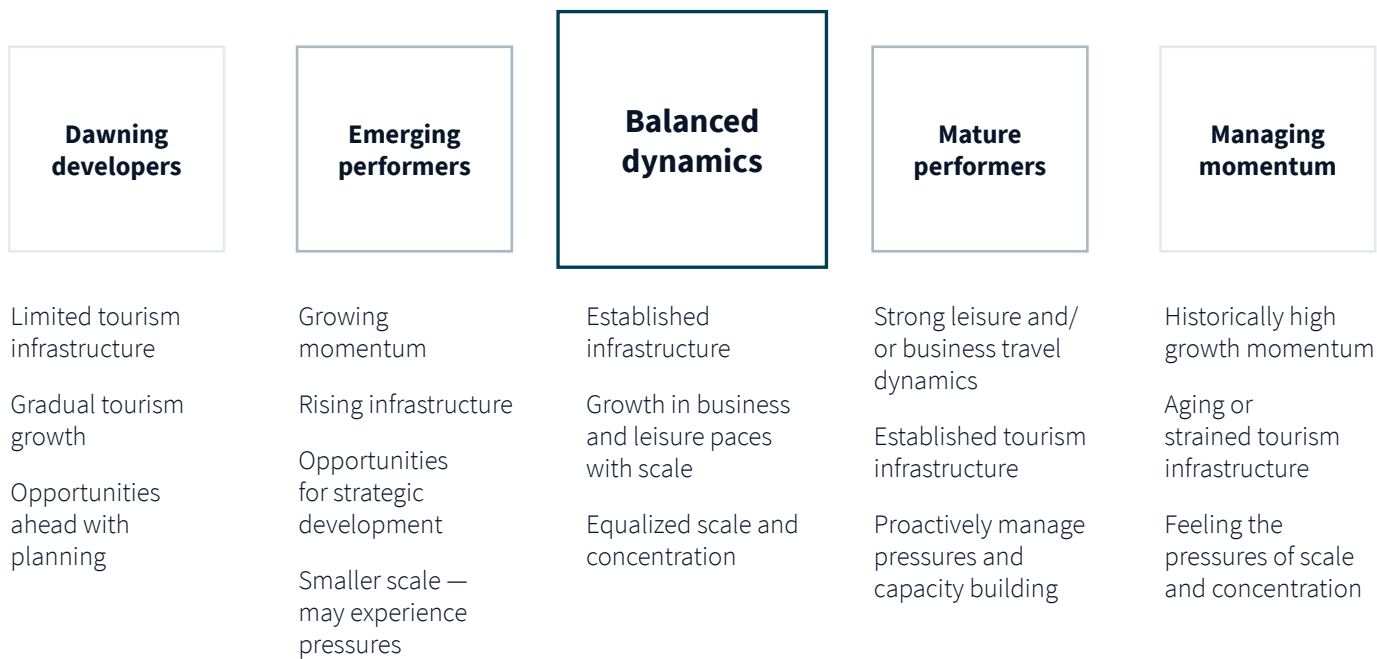 Dawning
developers
Emerging
performers
Balanced
dynamics
Mature
performers
Managing
momentum
Limited tourism
infrastructure
Gradual tourism
growth
Opportunities
ahead with
planning
Growing
momentum
Rising infrastructure
Opportunities
for strategic
development
Smaller scale —
may experience
pressures
Established
infrastructure
Growth in business
and leisure paces
with scale
Equalized scale and
concentration
Strong leisure and/
or business travel
dynamics
Established tourism
infrastructure
Proactively manage
pressures and
capacity building
Historically high
growth momentum
Aging or
strained tourism
infrastructure
Feeling the
pressures of scale
and concentration